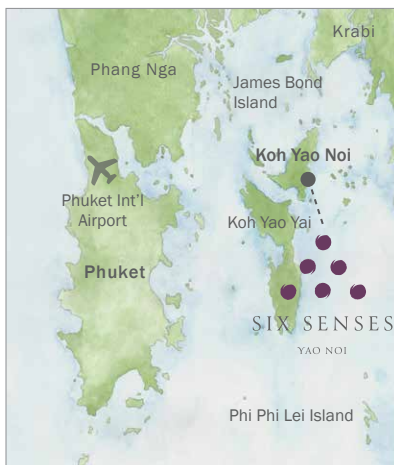 Krabi
Phang Nga
James Bond
Island
Koh Yao Noi
Phuket Int'l
Airport
Koh Yao Yai
Phuket
SIX SENSES
YAO NOI
Phi Phi Lei Island